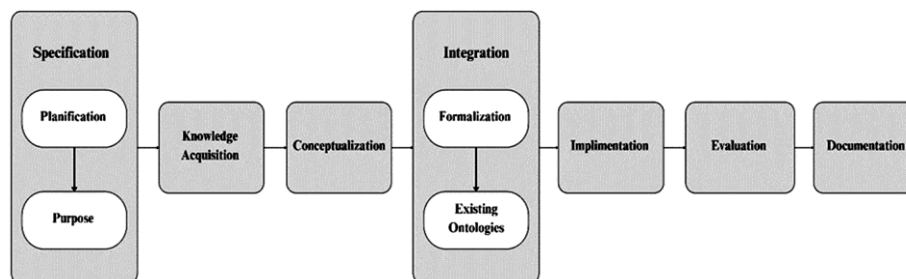 Specification
Planification
Purpose
Knowledge
Acquisition
Conceptualization
Integration
Formalization
Existing
Ontologies
Implimentation
Evaluation
Documentation